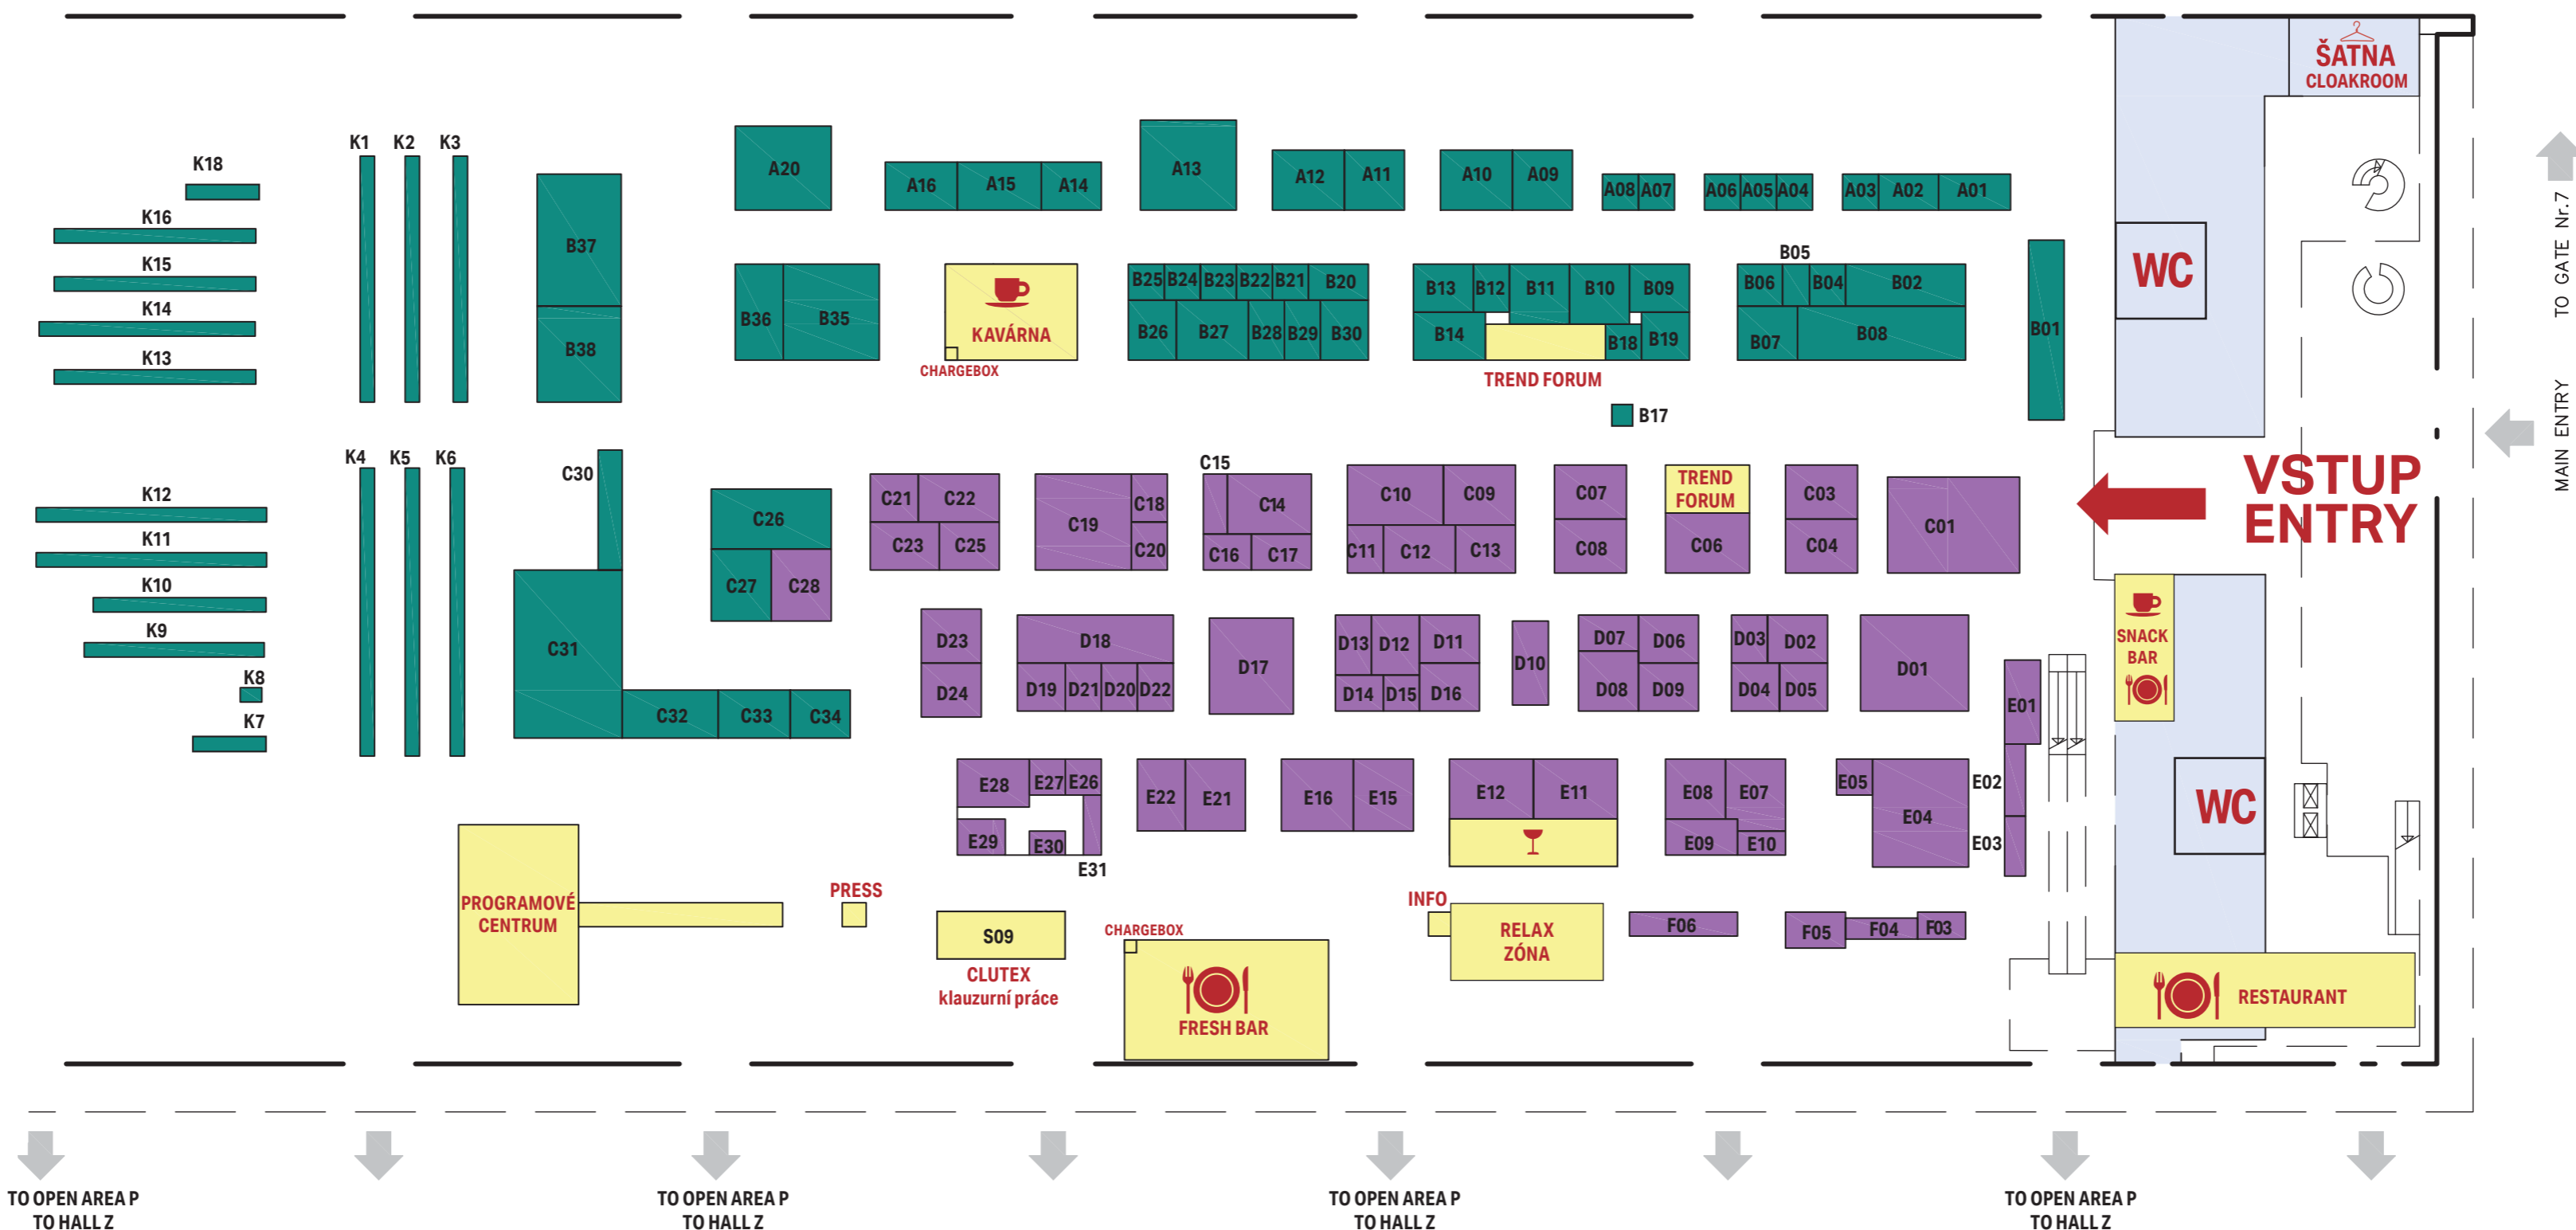 ŠATNA
CLOAKROOM
K1
K2
K3
K18
K16
K15
K14
K13
B37
B38
A20
A16
A15
A14
A13
A12
A11
A10
A09
A08
A07
A06
A05
A04
A03
A02
A01
B36
B35
KAVÁRNA
CHARGEBOX
B25
B24
B23
B22
B21
B20
B26
B27
B28
B29
B30
B13
B12
B11
B10
B09
B14
B18
B19
TREND FORUM
B17
B05
B06
B04
B02
B07
B08
B01
WC
TO GATE Nr.7
MAIN ENTRY
VSTUP
ENTRY
K4
K5
K6
K12
K11
K10
K9
K8
K7
C30
C31
C32
C33
C34
C26
C27
C28
C21
C22
C23
C25
C19
C18
C20
C15
C14
C16
C17
C10
C09
C11
C12
C13
C07
C08
TREND
FORUM
C06
C03
C04
C01
D23
D24
D18
D19
D21
D20
D22
D17
D13
D12
D11
D14
D15
D16
D10
D07
D06
D08
D09
D03
D02
D04
D05
D01
SNACK
BAR
E01
E02
E03
E28
E27
E26
E29
E30
E31
E22
E21
E16
E15
E12
E11
E08
E07
E09
E10
E05
E04
WC
PROGRAMOVÉ
CENTRUM
PRESS
S09
CLUTEX
klauzurní práce
CHARGEBOX
FRESH BAR
INFO
RELAX
ZÓNA
F06
F05
F04
F03
RESTAURANT
TO OPEN AREA P
TO HALL Z
TO OPEN AREA P
TO HALL Z
TO OPEN AREA P
TO HALL Z
TO OPEN AREA P
TO HALL Z